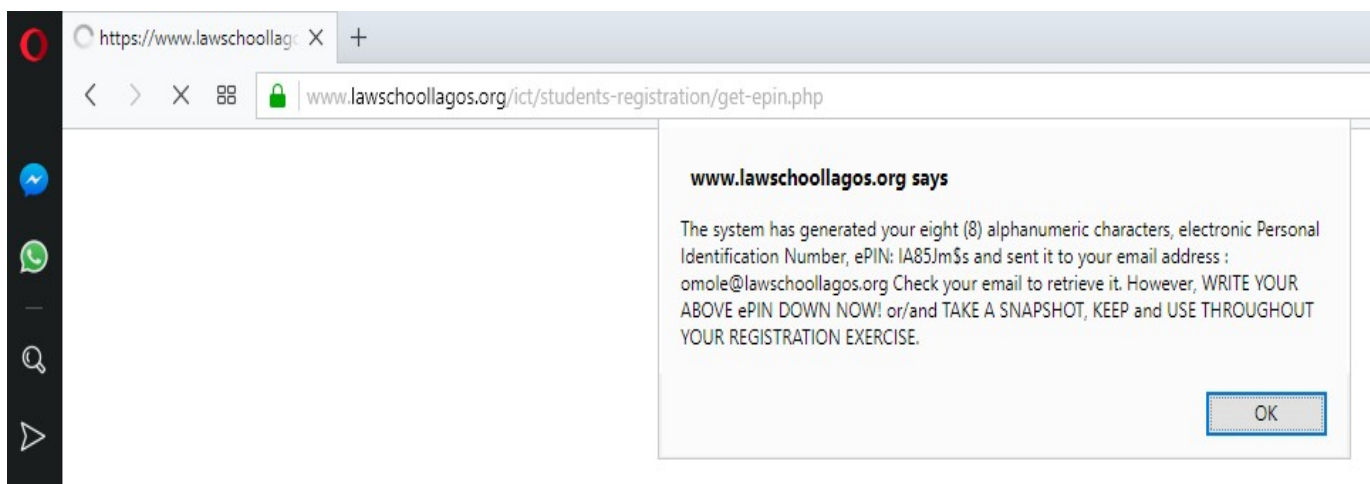 https://www.lawschoollagc
www.lawschoollagos.org/ict/students-registration/get-epin.php
www.lawschoollagos.org says
The system has generated your eight (8) alphanumeric characters, electronic Personal
Identification Number, ePIN: IA85Jm$s and sent it to your email address :
omole@lawschoollagos.org Check your email to retrieve it. However, WRITE YOUR
ABOVE ePIN DOWN NOW! or/and TAKE A SNAPSHOT, KEEP and USE THROUGHOUT
YOUR REGISTRATION EXERCISE.
OK